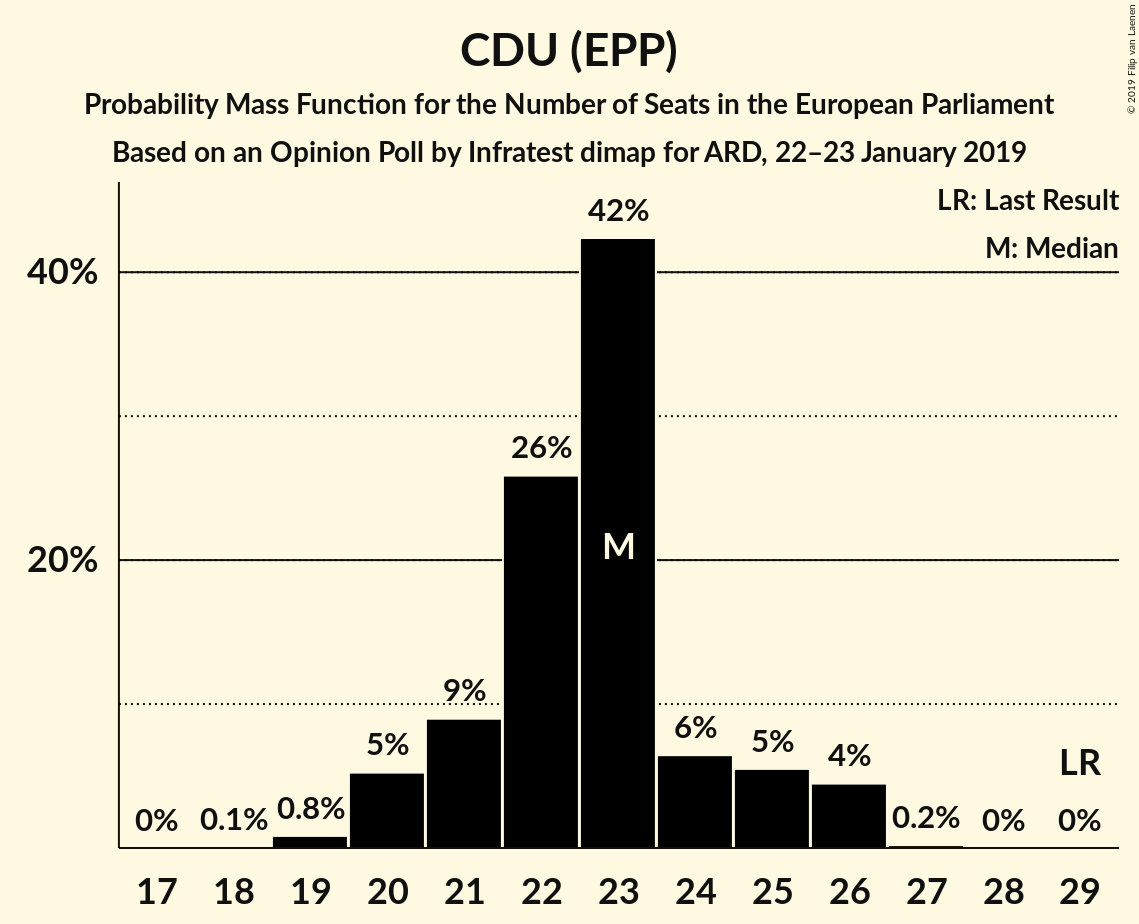 CDU (EPP)
Probability Mass Function for the Number of Seats in the European Parliament
Based on an Opinion Poll by Infratest dimap for ARD, 22–23 January 2019
© 2019 Filip van Laenen
LR: Last Result
M: Median
40%
20%
0%
0.1%
0.8%
5%
9%
26%
42%
M
6%
5%
4%
0.2%
0%
LR
0%
17 18 19 20 21 22 23 24 25 26 27 28 29